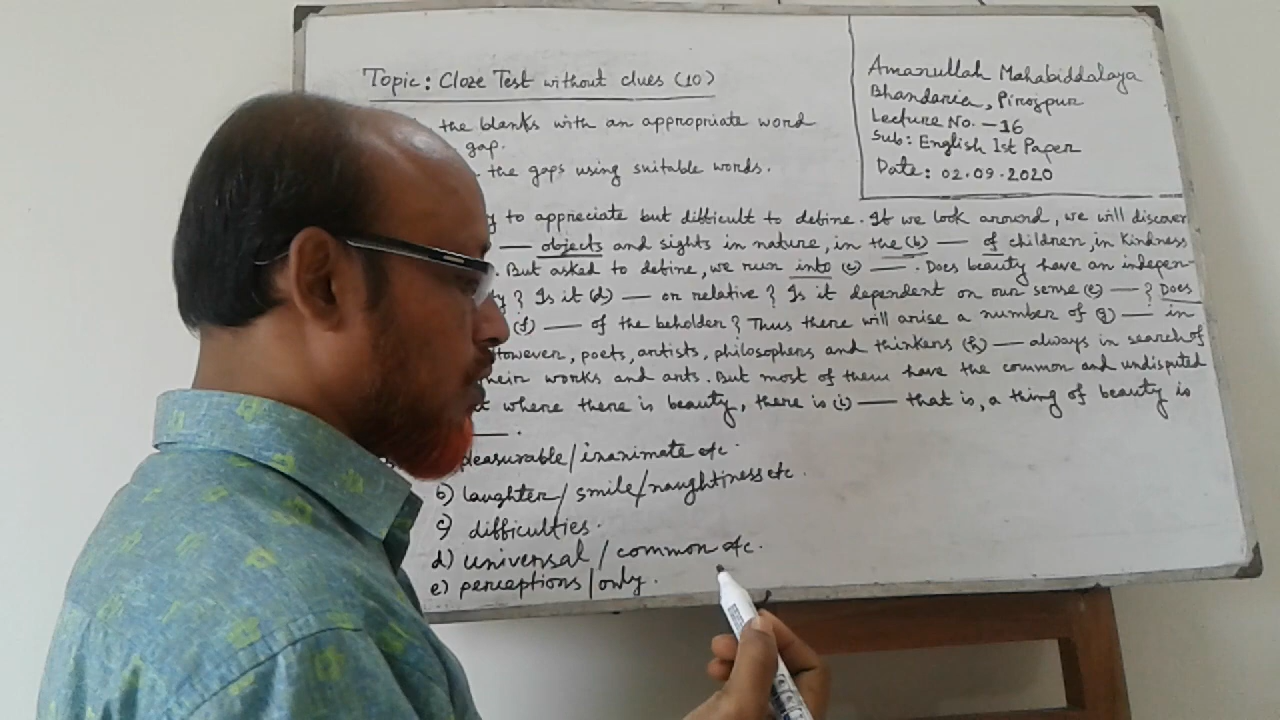 Topic: Cloze Test without clues (10)
Amanullah Mahabiddalaya
Bhandaria, Pirojpur
Lecture No. - 16
Sub: English 1st Paper
Date: 02.09.2020
the blanks with an appropriate word
gap.
the gaps using suitable words.
y to appreciate but difficult to define. If we look around, we will discover
— objects and sights in nature, in the (b) — of children, in kindness
. But asked to define, we run into (c) —. Does beauty have an indepen-
y? Is it (d) — or relative? Is it dependent on our sense (e) —? Does
(f) — of the beholder? Thus there will arise a number of (g) — in
However, poets, artists, philosophers and thinkers (h) — always in search of
heir works and arts. But most of them have the common and undisputed
t where there is beauty, there is (i) — that is, a thing of beauty is
—.
pleasurable/inanimate etc.
b) laughter/smile/naughtiness etc.
c) difficulties.
d) universal/common etc.
e) perceptions/only.